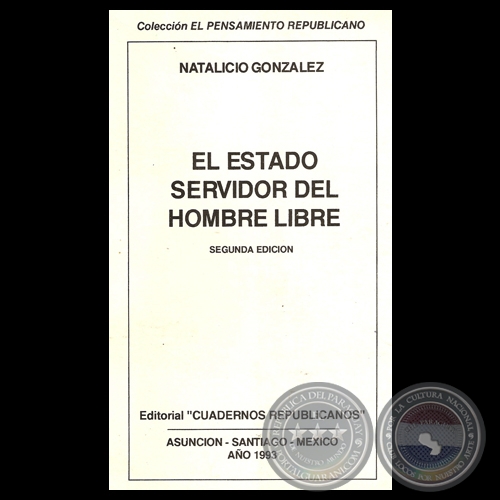 Colección EL PENSAMIENTO REPUBLICANO
NATALICIO GONZALEZ
EL ESTADO
SERVIDOR DEL
HOMBRE LIBRE
SEGUNDA EDICION
Editorial "CUADERNOS REPUBLICANOS"
ASUNCION - SANTIAGO - MEXICO
AÑO 1993